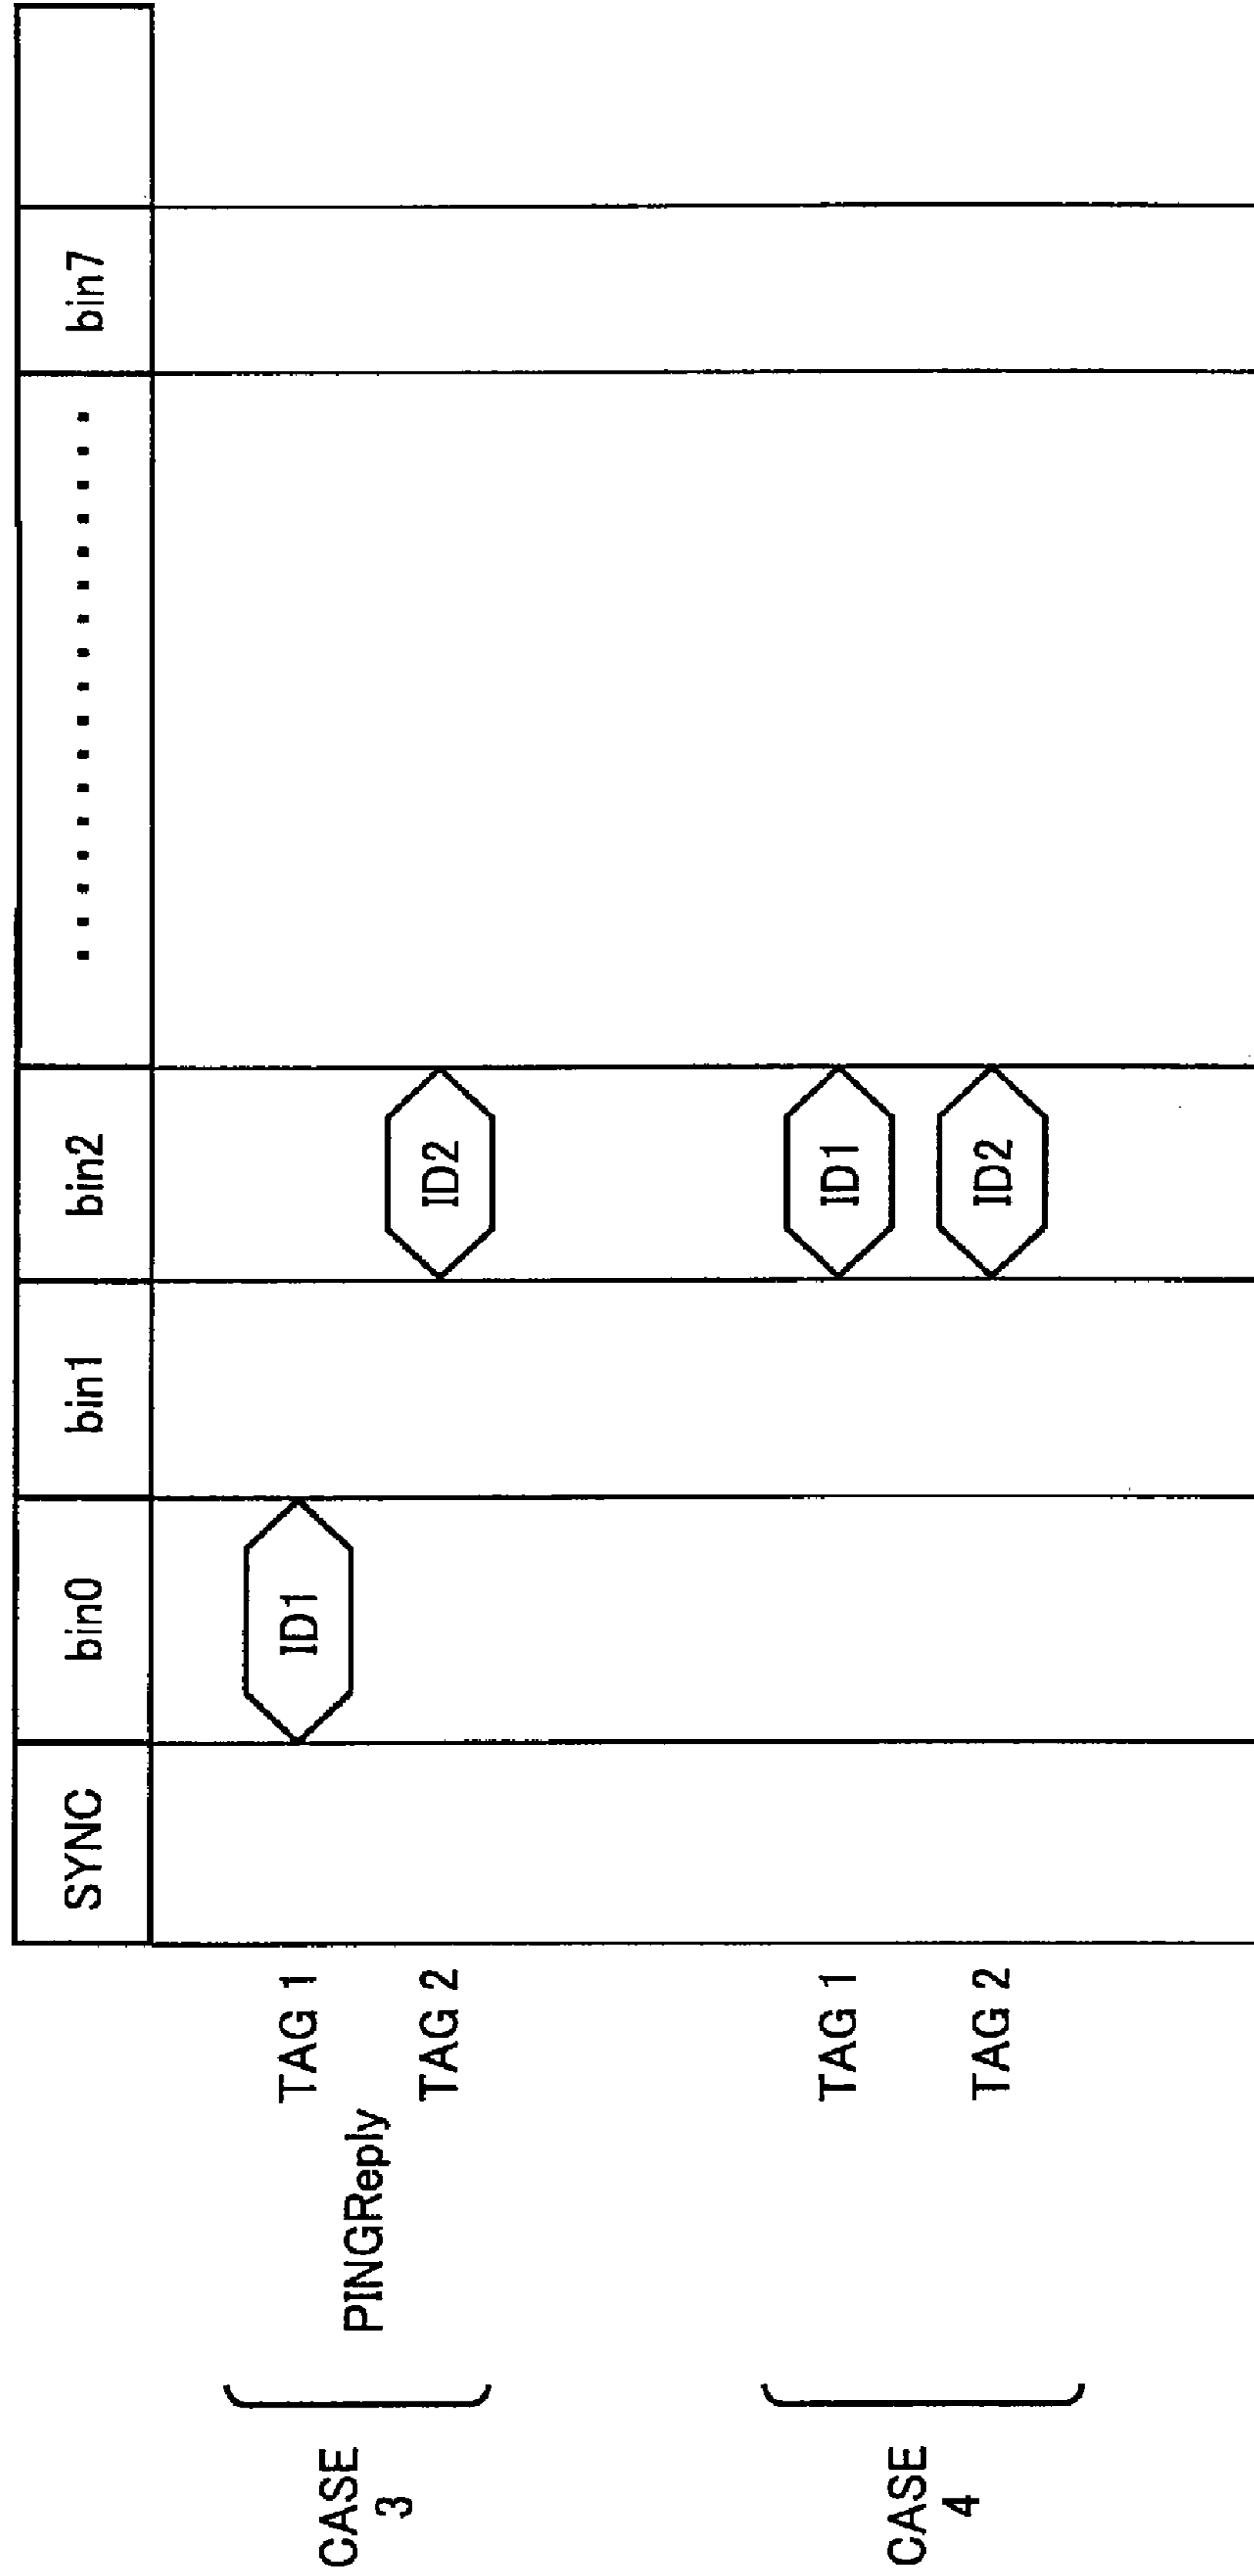 SYNC bin0 bin1 bin2 ................. bin7
CASE 3
PINGReply
TAG 1
ID1
TAG 2
ID2
CASE 4
TAG 1
ID1
TAG 2
ID2